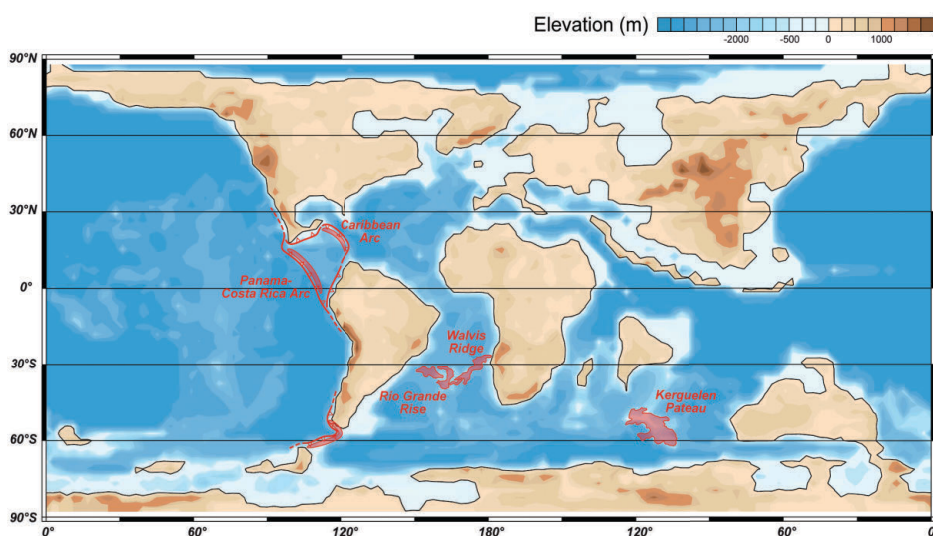 Elevation (m)
-2000 -500 0 1000
90°N
60°N
30°N
0°
30°S
60°S
90°S
Caribbean
Arc
Panama-
Costa Rica Arc
Walvis
Ridge
Rio Grande
Rise
Kerguelen
Pateau
0° 60° 120° 180° 120° 60° 0